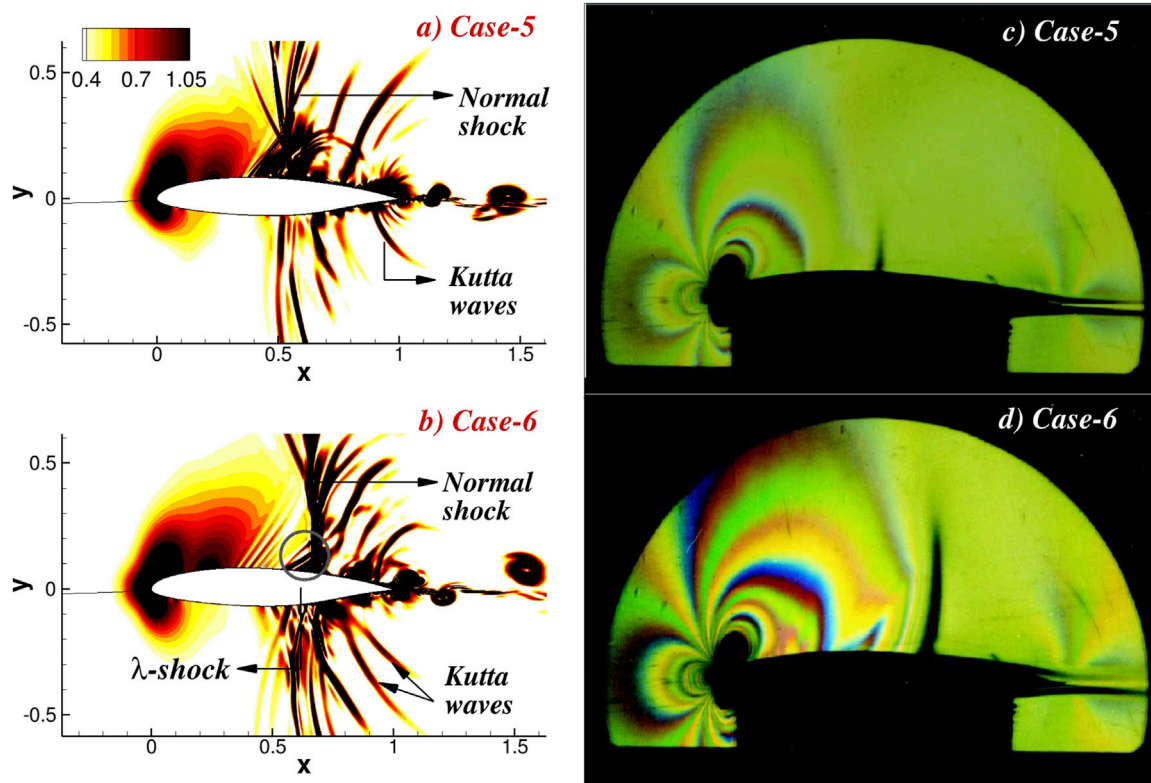 a) Case-5
0.4 0.7 1.05
0.5
Normal
shock
y
0
Kutta
waves
-0.5
0 0.5 1 1.5
x
c) Case-5
b) Case-6
0.5
Normal
shock
y
0
λ-shock
Kutta
waves
-0.5
0 0.5 1 1.5
x
d) Case-6